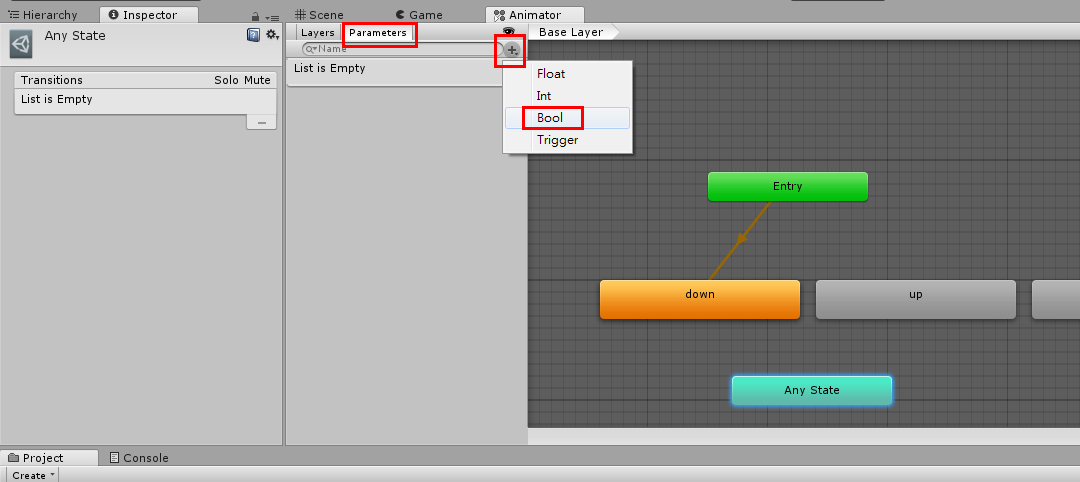 Hierarchy
Inspector
Scene
Game
Animator
Any State
Layers
Parameters
Base Layer
Name
List is Empty
Transitions
Solo Mute
List is Empty
Float
Int
Bool
Trigger
Entry
down
up
Any State
Project
Console
Create